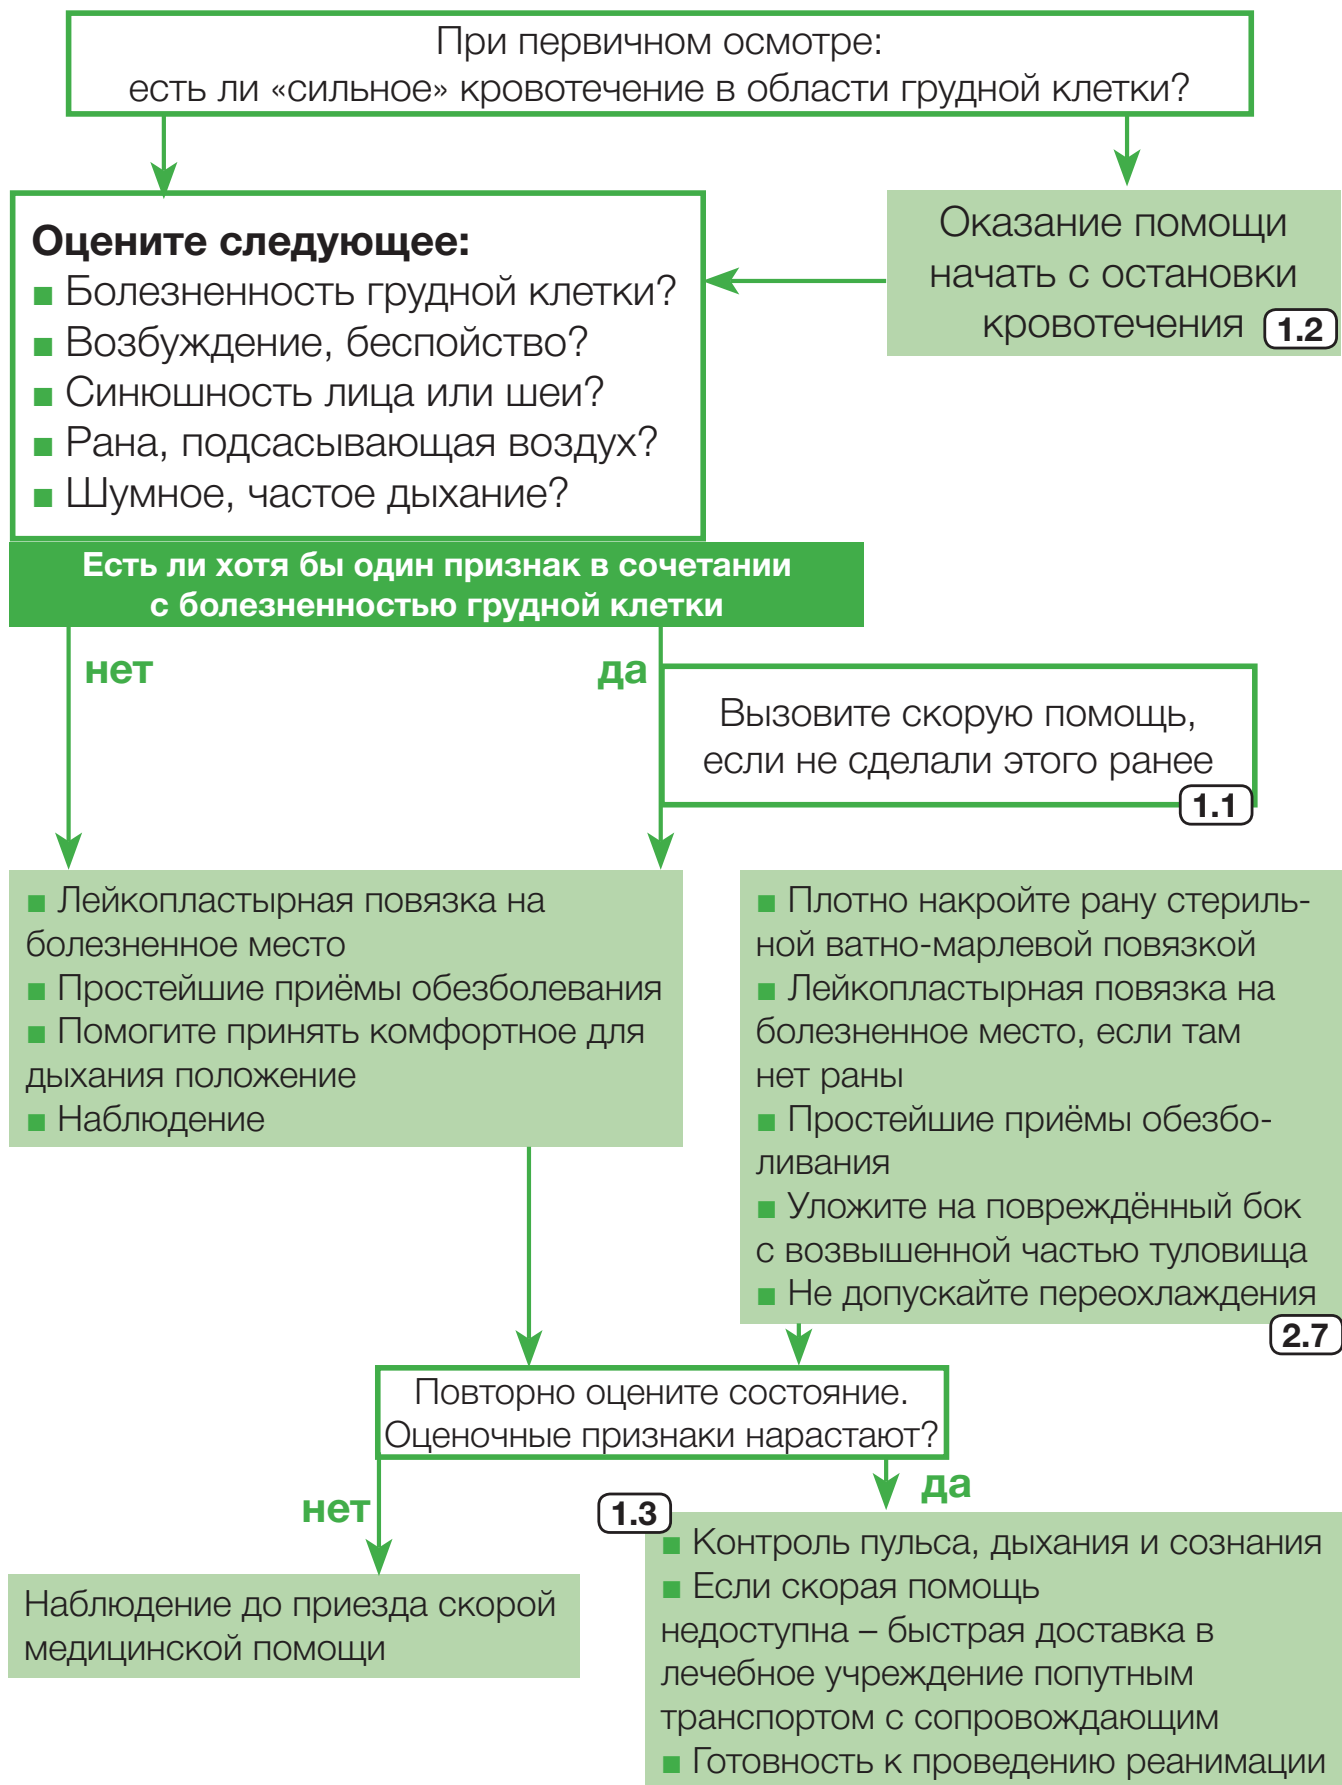 При первичном осмотре:
есть ли «сильное» кровотечение в области грудной клетки?
Оцените следующее:
■ Болезненность грудной клетки?
■ Возбуждение, беспойство?
■ Синюшность лица или шеи?
■ Рана, подсасывающая воздух?
■ Шумное, частое дыхание?
Оказание помощи
начать с остановки
кровотечения 1.2
Есть ли хотя бы один признак в сочетании
с болезненностью грудной клетки
нет
да
Вызовите скорую помощь,
если не сделали этого ранее
1.1
■ Лейкопластырная повязка на
болезненное место
■ Простейшие приёмы обезболевания
■ Помогите принять комфортное для
дыхания положение
■ Наблюдение
■ Плотно накройте рану стериль-
ной ватно-марлевой повязкой
■ Лейкопластырная повязка на
болезненное место, если там
нет раны
■ Простейшие приёмы обезбо-
ливания
■ Уложите на повреждённый бок
с возвышенной частью туловища
■ Не допускайте переохлаждения
2.7
Повторно оцените состояние.
Оценочные признаки нарастают?
нет
да
Наблюдение до приезда скорой
медицинской помощи
1.3
■ Контроль пульса, дыхания и сознания
■ Если скорая помощь
недоступна – быстрая доставка в
лечебное учреждение попутным
транспортом с сопровождающим
■ Готовность к проведению реанимации